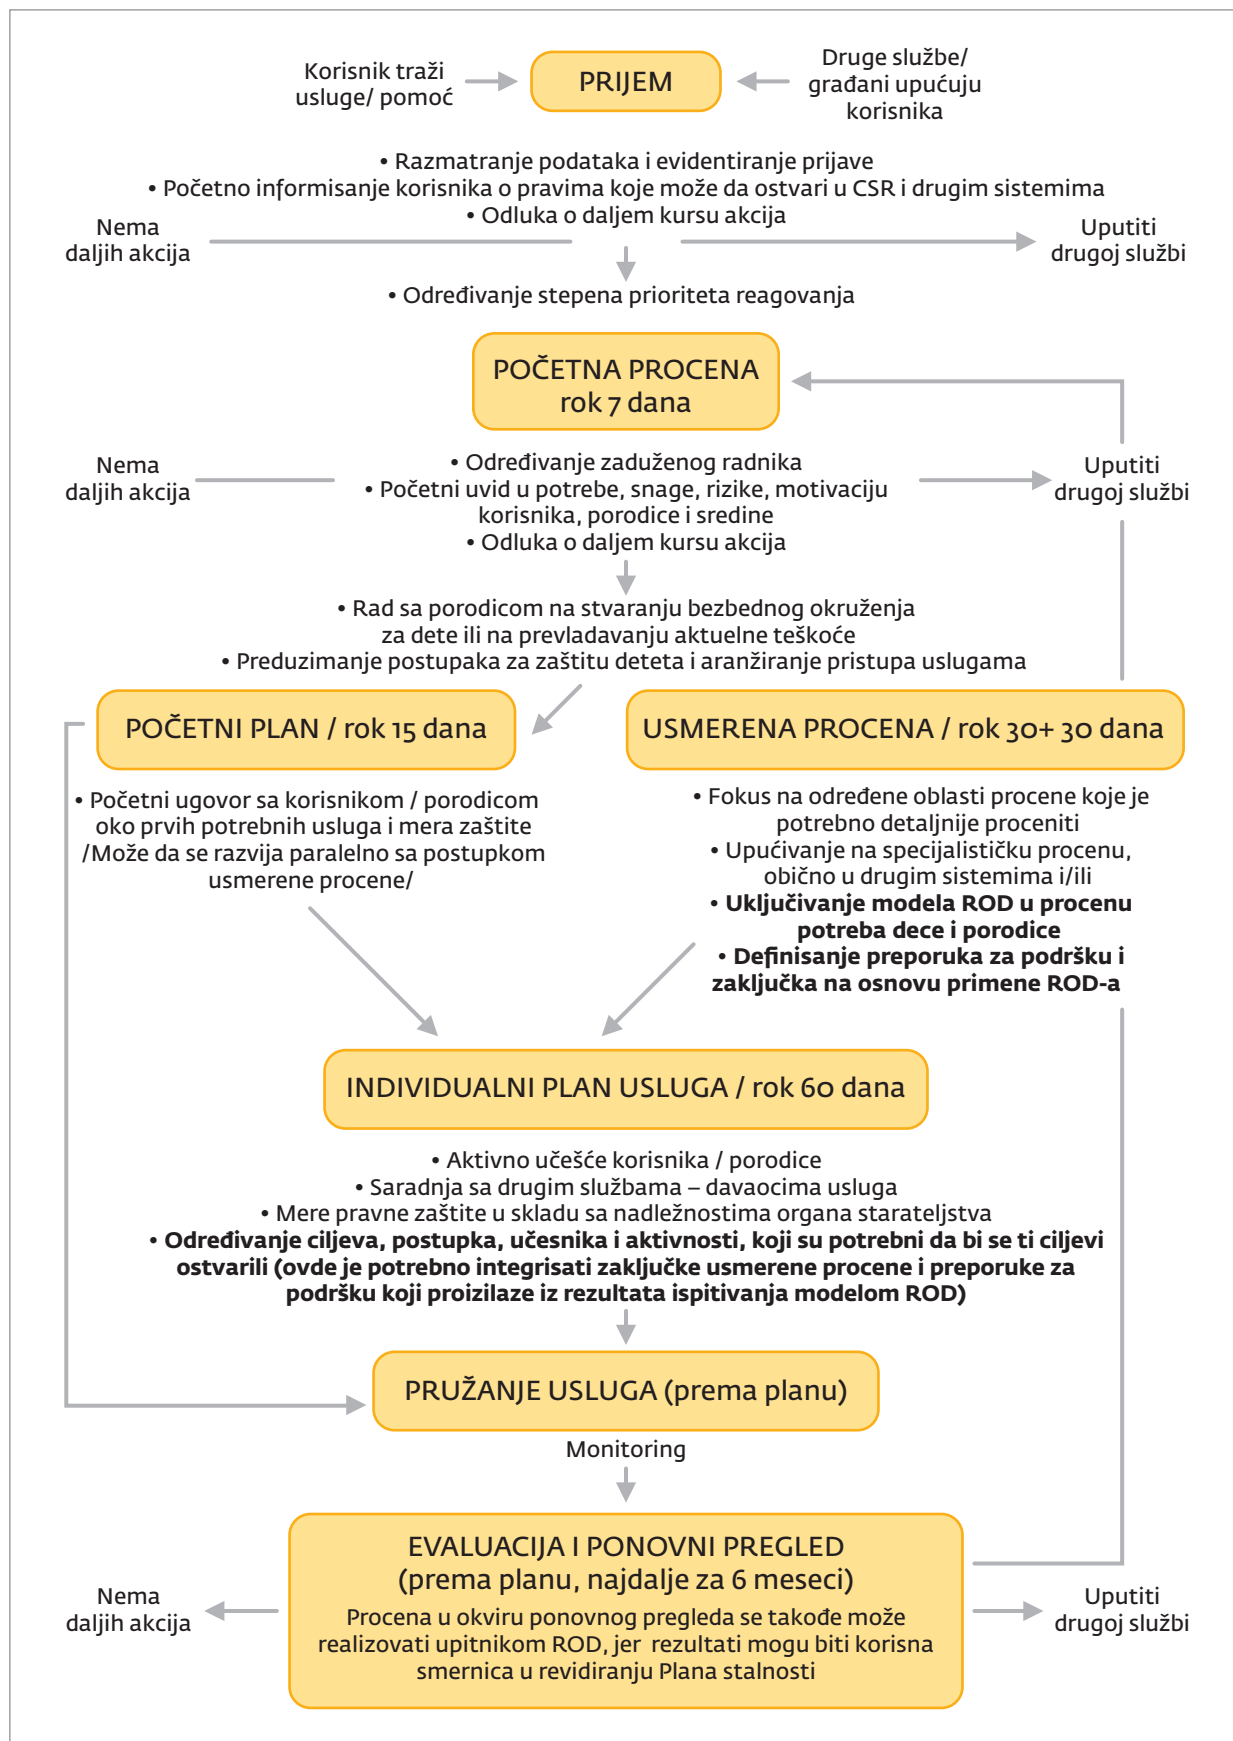 Korisnik traži
usluge/ pomoć
PRIJEM
Druge službe/
građani upućuju
korisnika
• Razmatranje podataka i evidentiranje prijave
• Početno informisanje korisnika o pravima koje može da ostvari u CSR i drugim sistemima
• Odluka o daljem kursu akcija
Nema
daljih akcija
Uputiti
drugoj službi
• Određivanje stepena prioriteta reagovanja
POČETNA PROCENA
rok 7 dana
Nema
daljih akcija
• Određivanje zaduženog radnika
• Početni uvid u potrebe, snage, rizike, motivaciju
korisnika, porodice i sredine
• Odluka o daljem kursu akcija
Uputiti
drugoj službi
• Rad sa porodicom na stvaranju bezbednog okruženja
za dete ili na prevladavanju aktuelne teškoće
• Preduzimanje postupaka za zaštitu deteta i aranžiranje pristupa uslugama
POČETNI PLAN / rok 15 dana
USMERENA PROCENA / rok 30+ 30 dana
• Početni ugovor sa korisnikom / porodicom
oko prvih potrebnih usluga i mera zaštite
/Može da se razvija paralelno sa postupkom
usmerene procene/
• Fokus na određene oblasti procene koje je
potrebno detaljnije proceniti
• Upućivanje na specijalističku procenu,
obično u drugim sistemima i/ili
• Uključivanje modela ROD u procenu
potreba dece i porodice
• Definisanje preporuka za podršku i
zaključka na osnovu primene ROD-a
INDIVIDUALNI PLAN USLUGA / rok 60 dana
• Aktivno učešće korisnika / porodice
• Saradnja sa drugim službama – davaocima usluga
• Mere pravne zaštite u skladu sa nadležnostima organa starateljstva
• Određivanje ciljeva, postupka, učesnika i aktivnosti, koji su potrebni da bi se ti ciljevi
ostvarili (ovde je potrebno integrisati zaključke usmerene procene i preporuke za
podršku koji proizilaze iz rezultata ispitivanja modelom ROD)
PRUŽANJE USLUGA (prema planu)
Monitoring
EVALUACIJA I PONOVNI PREGLED
(prema planu, najdalje za 6 meseci)
Procena u okviru ponovnog pregleda se takođe može
realizovati upitnikom ROD, jer rezultati mogu biti korisna
smernica u revidiranju Plana stalnosti
Nema
daljih akcija
Uputiti
drugoj službi